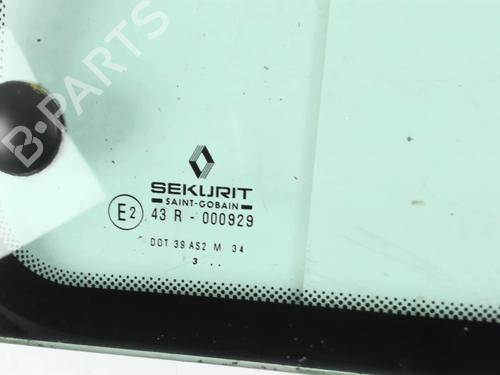 B-PARTS
SEKURIT
SAINT-GOBAIN
E2 43 R - 000929
DOT 39 AS2 M 34
3 ..